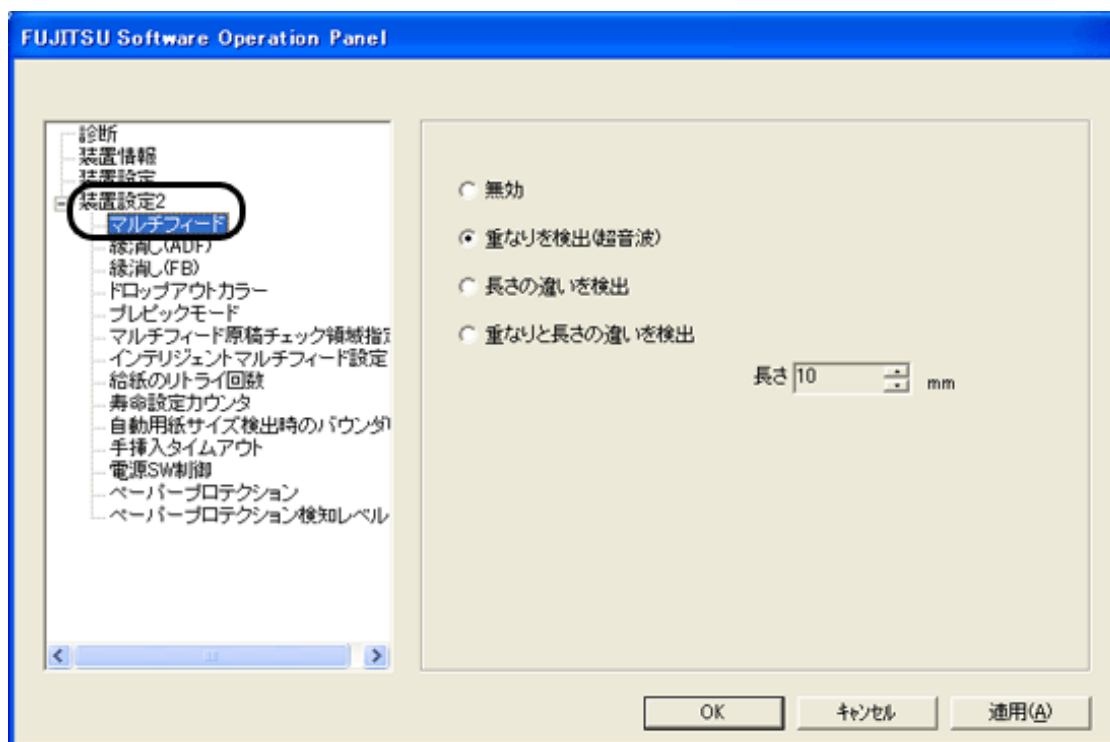 FUJITSU Software Operation Panel
診断
装置情報
装置設定
装置設定2
マルチフィード
縁消し(ADF)
縁消し(FB)
ドロップアウトカラー
プレピックモード
マルチフィード原稿チェック領域指定
インテリジェントマルチフィード設定
給紙のリトライ回数
寿命設定カウンタ
自動用紙サイズ検出時のバウンダリ
手挿入タイムアウト
電源SW制御
ペーパープロテクション
ペーパープロテクション検知レベル
無効
重なりを検出(超音波)
長さの違いを検出
重なりと長さの違いを検出
長さ 10 mm
OK キャンセル 適用(A)